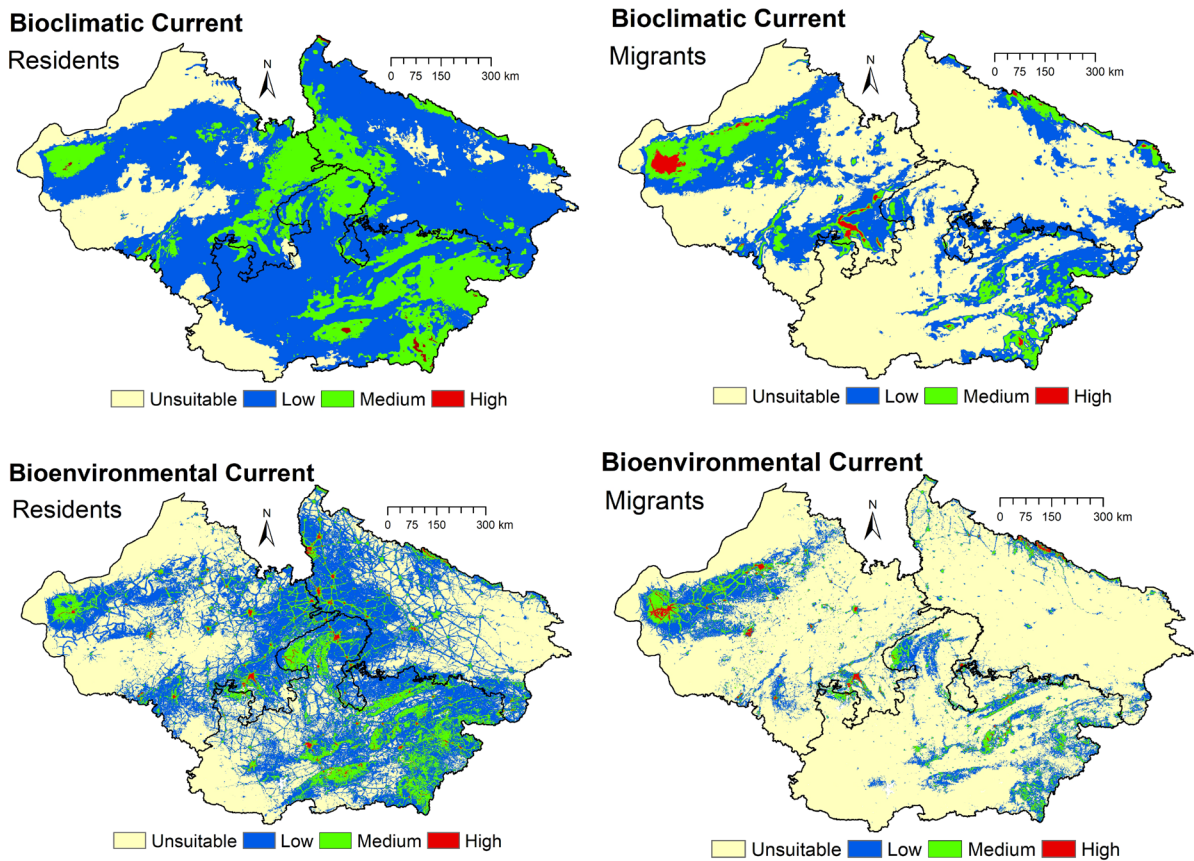 Bioclimatic Current
Residents
N
0 75 150 300 km
Unsuitable Low Medium High
Bioclimatic Current
Migrants
N
0 75 150 300 km
Unsuitable Low Medium High
Bioenvironmental Current
Residents
N
0 75 150 300 km
Unsuitable Low Medium High
Bioenvironmental Current
Migrants
N
0 75 150 300 km
Unsuitable Low Medium High